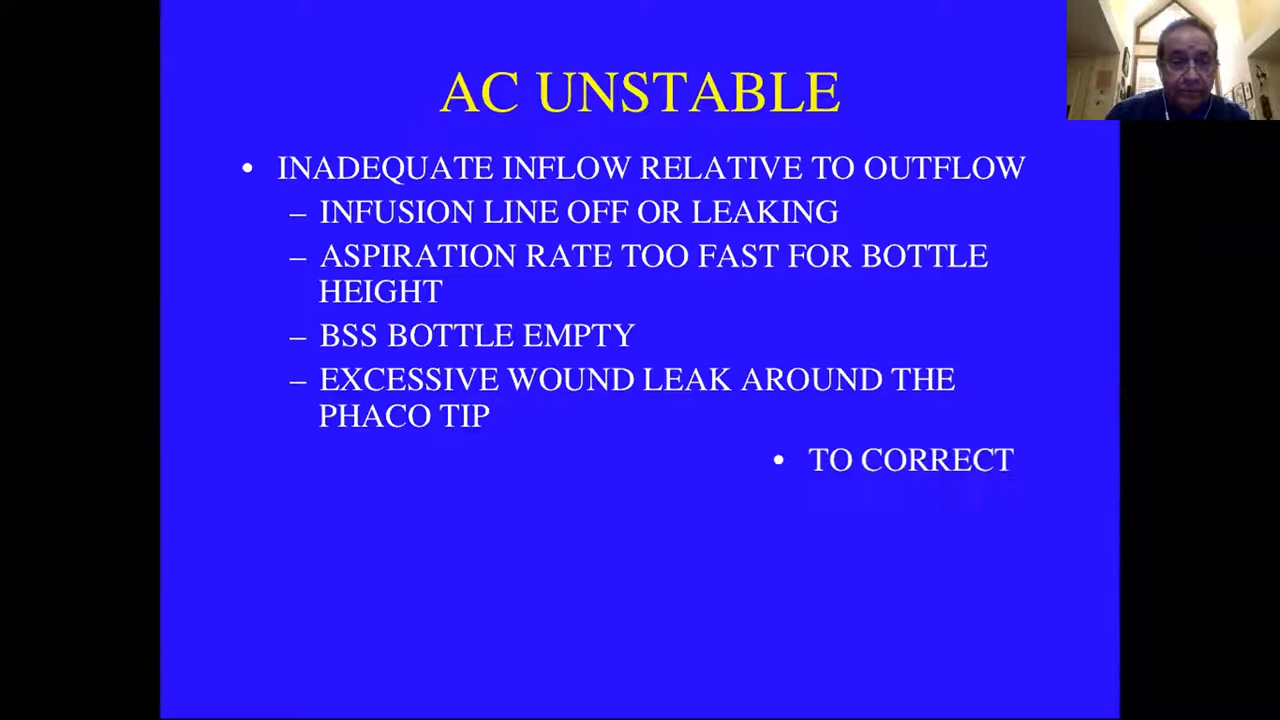 AC UNSTABLE
• INADEQUATE INFLOW RELATIVE TO OUTFLOW
– INFUSION LINE OFF OR LEAKING
– ASPIRATION RATE TOO FAST FOR BOTTLE
HEIGHT
– BSS BOTTLE EMPTY
– EXCESSIVE WOUND LEAK AROUND THE
PHACO TIP
• TO CORRECT